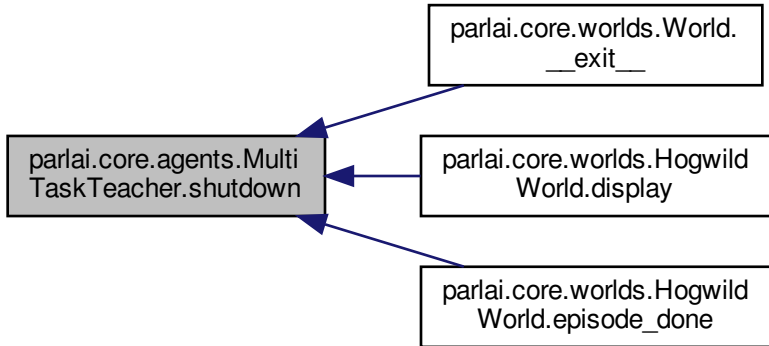 parlai.core.worlds.World.
__exit__
parlai.core.agents.Multi
TaskTeacher.shutdown
parlai.core.worlds.Hogwild
World.display
parlai.core.worlds.Hogwild
World.episode_done